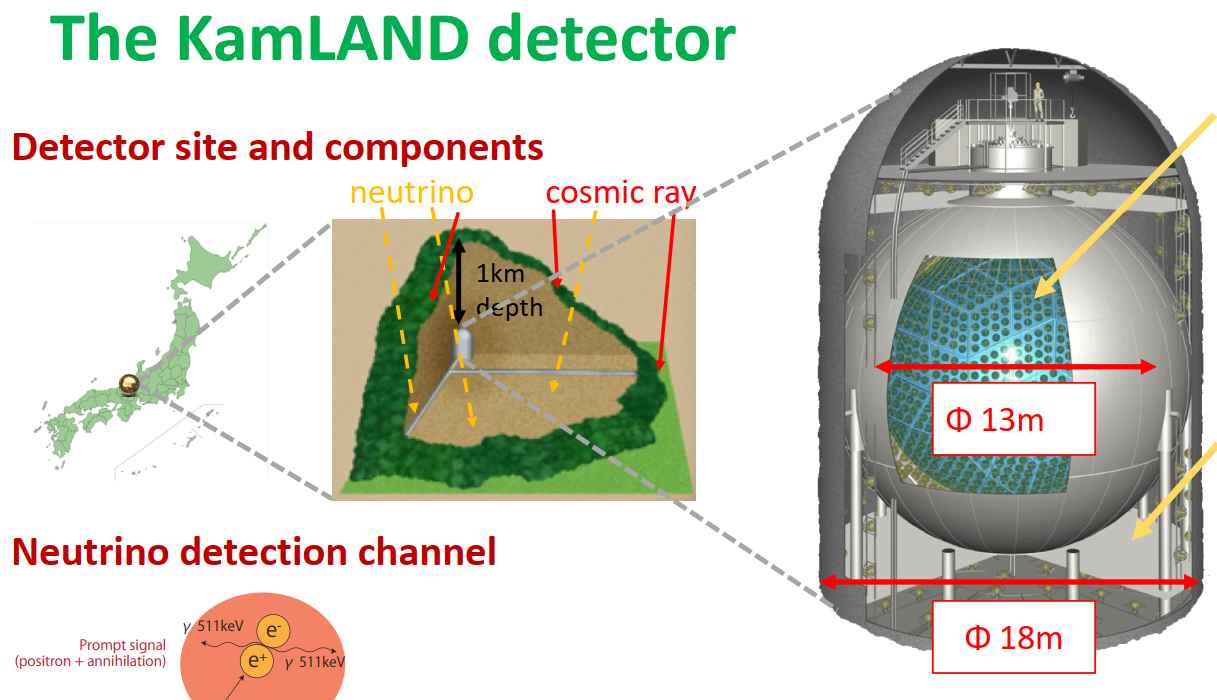 The KamLAND detector
Detector site and components
neutrino
cosmic ray
1km
depth
Φ 13m
Φ 18m
Neutrino detection channel
γ 511keV
e⁻
Prompt signal
(positron + annihilation)
e⁺
γ 511keV